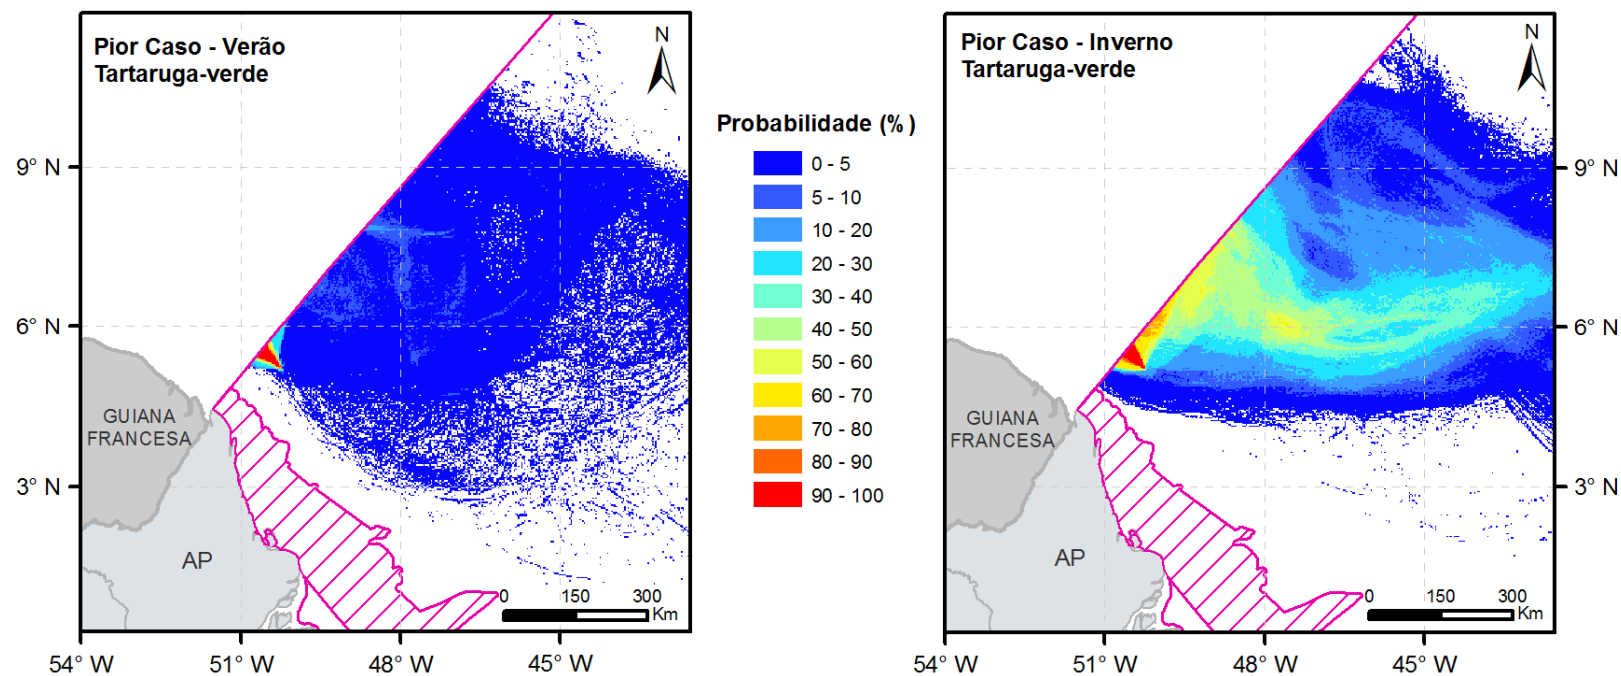 Pior Caso - Verão
Tartaruga-verde
N
9° N
6° N
3° N
GUIANA
FRANCESA
AP
0 150 300
Km
54° W 51° W 48° W 45° W
Probabilidade (%)
0 - 5
5 - 10
10 - 20
20 - 30
30 - 40
40 - 50
50 - 60
60 - 70
70 - 80
80 - 90
90 - 100
Pior Caso - Inverno
Tartaruga-verde
N
9° N
6° N
3° N
GUIANA
FRANCESA
AP
0 150 300
Km
54° W 51° W 48° W 45° W